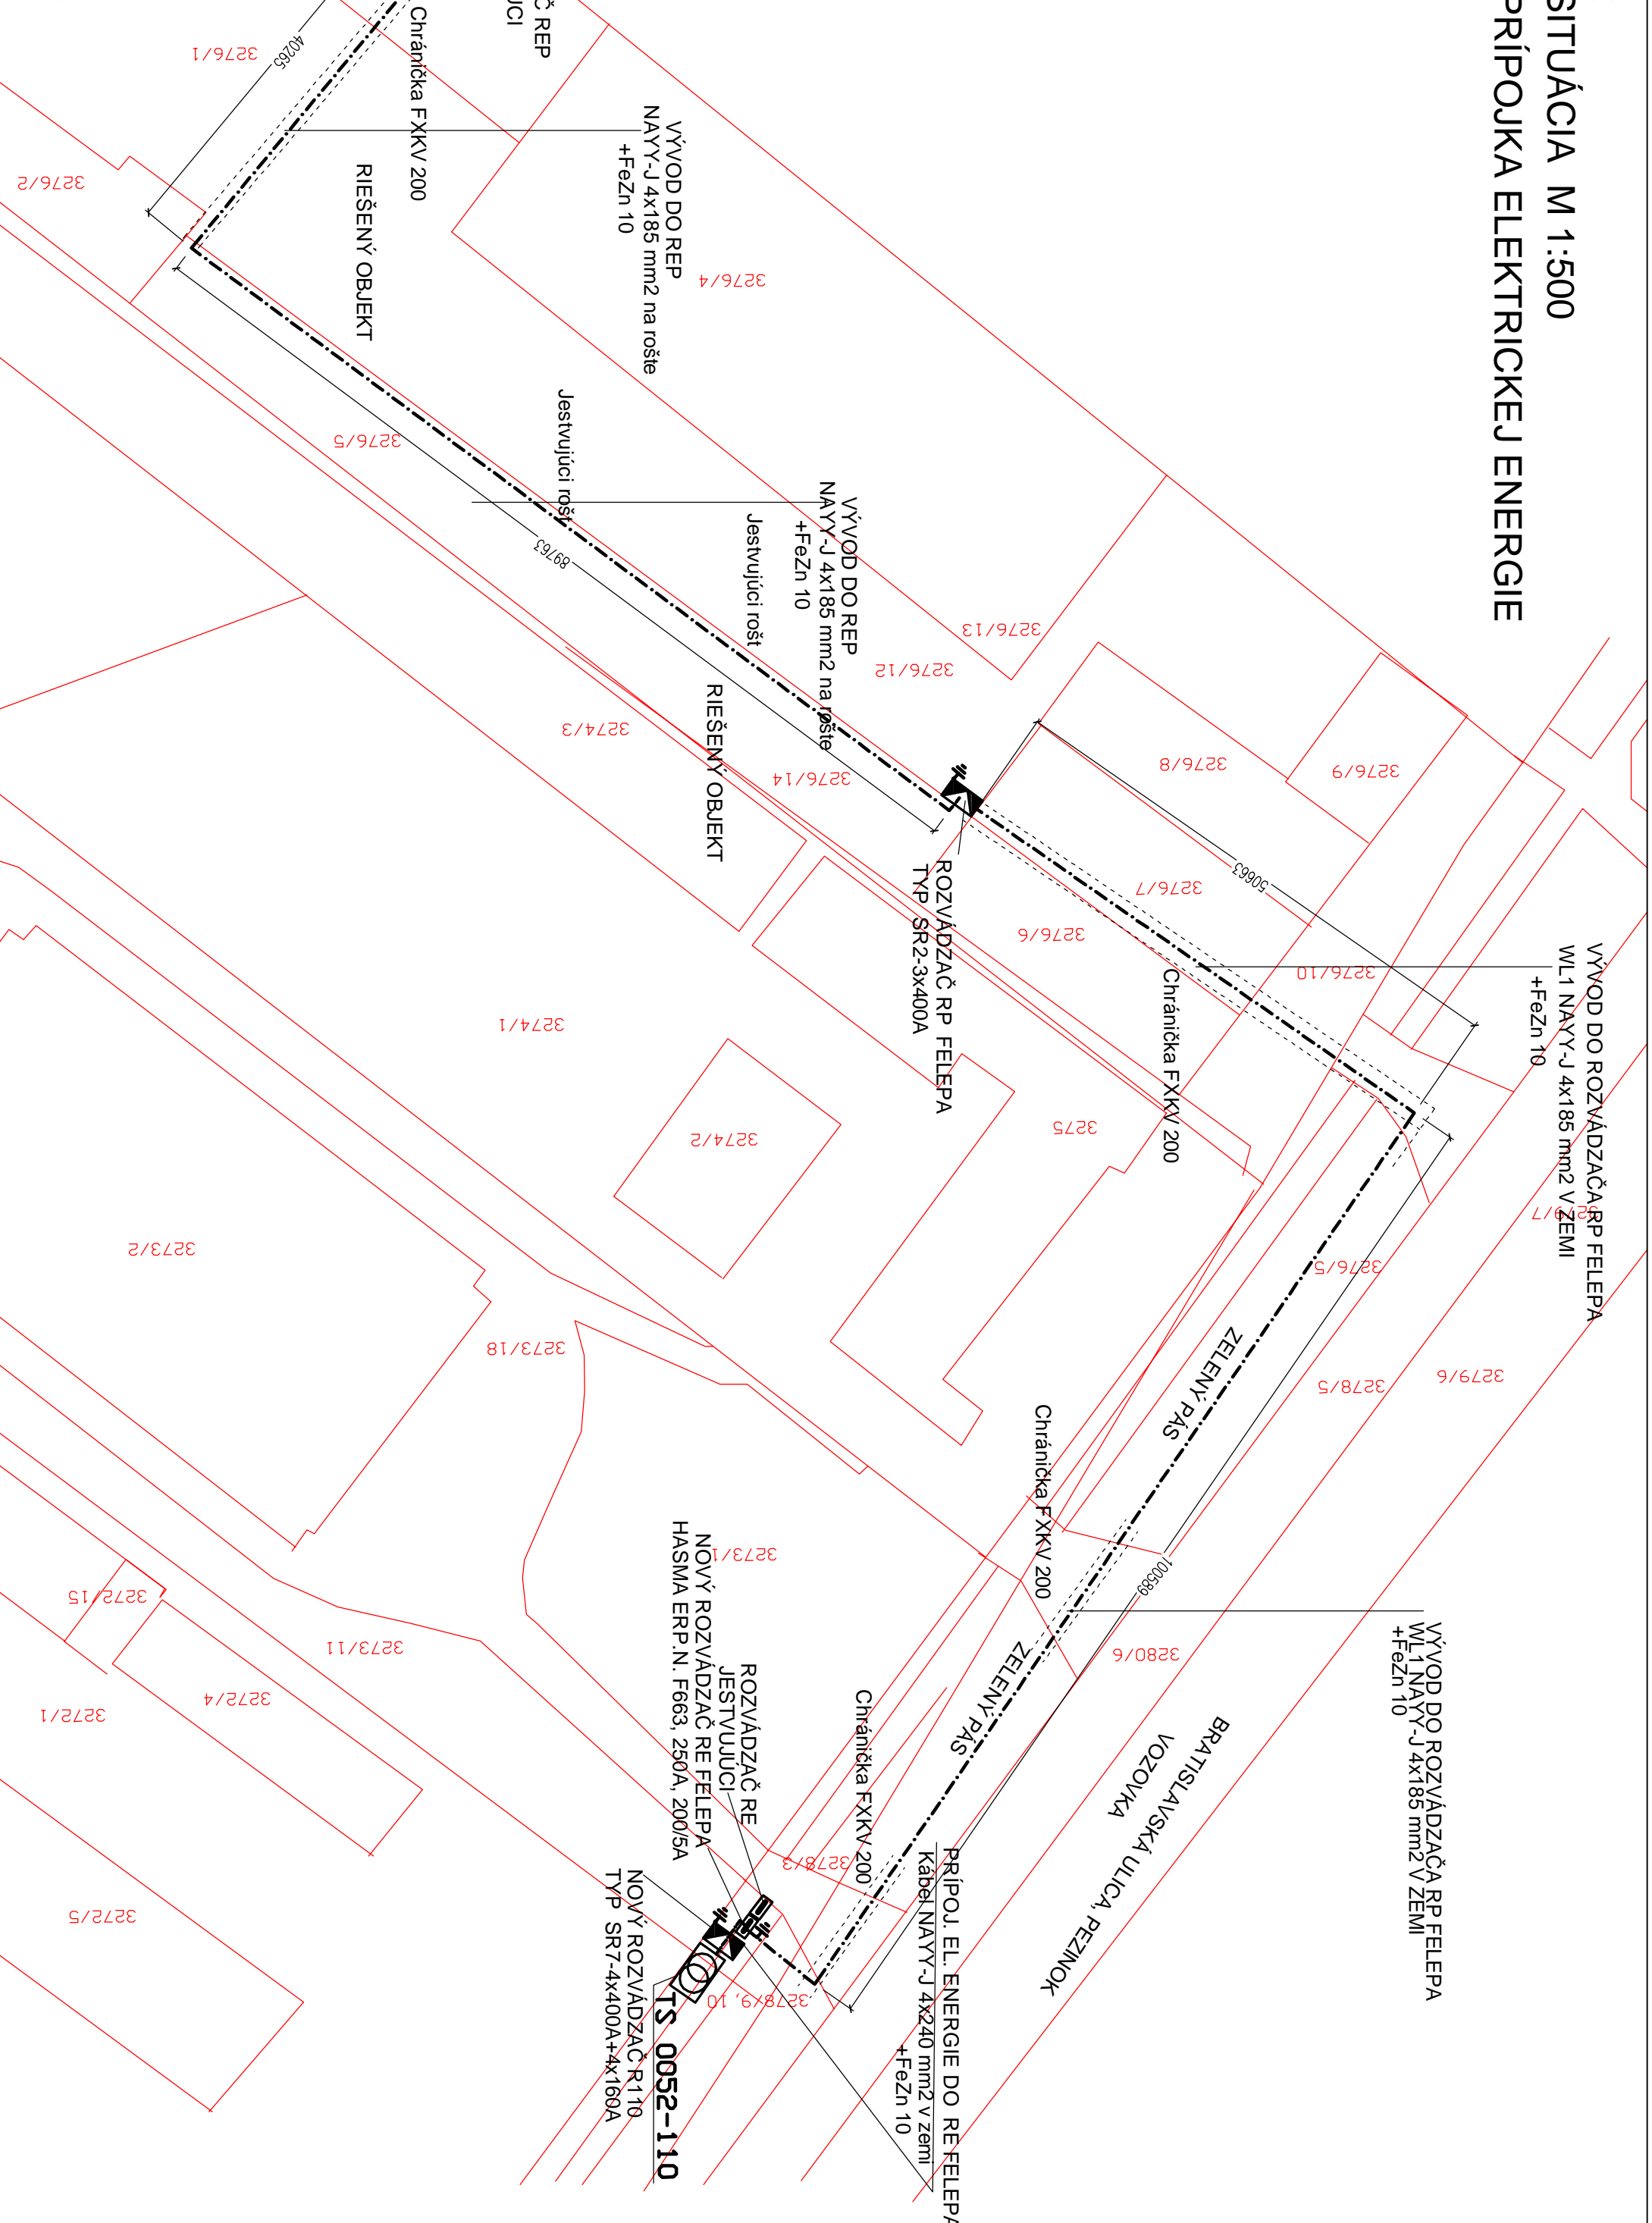 SITUÁCIA M 1:500
PRÍPOJKA ELEKTRICKEJ ENERGIE
Č REP
ÚCI
Chránička FXKV 200
40265
3276/1
3276/2
VÝVOD DO REP
NAYY-J 4x185 mm2 na rošte
+FeZn 10
RIEŠENÝ OBJEKT
3276/4
3276/5
Jestvujúci rošt
89763
VÝVOD DO REP
NAYY-J 4x185 mm2 na rošte
+FeZn 10
Jestvujúci rošt
RIEŠENÝ OBJEKT
3276/13
3276/12
3274/3
3276/14
3276/8
3276/9
3276/7
50663
3276/6
3276/10
ROZVÁDZAČ RP FELEPA
TYP SR2-3x400A
Chránička FXKV 200
VÝVOD DO ROZVÁDZAČA RP FELEPA
WL1 NAYY-J 4x185 mm2 V ZEMI
+FeZn 10
3279/7
3274/1
3274/2
3275
3273/2
3273/18
3276/5
3278/5
3279/6
ZELENÝ PÁS
Chránička FXKV 200
100589
VÝVOD DO ROZVÁDZAČA RP FELEPA
WL1 NAYY-J 4x185 mm2 V ZEMI
+FeZn 10
3280/6
ZELENÝ PÁS
BRATISLAVSKÁ ULICA, PEZINOK
VOZOVKA
3273/1
3272/15
3273/11
3272/4
3272/1
3272/5
ROZVÁDZAČ RE
JESTVUJÚCI
NOVÝ ROZVÁDZAČ RE FELEPA
HASMA ERP.N. F663, 250A, 200/5A
Chránička FXKV 200
3278/3
3278/9, 10
PRÍPOJ. EL. ENERGIE DO RE FELEPA
Kábel NAYY-J 4x240 mm2 v zemi
+FeZn 10
TS 0052-110
NOVÝ ROZVÁDZAČ R110
TYP SR7-4x400A+4x160A